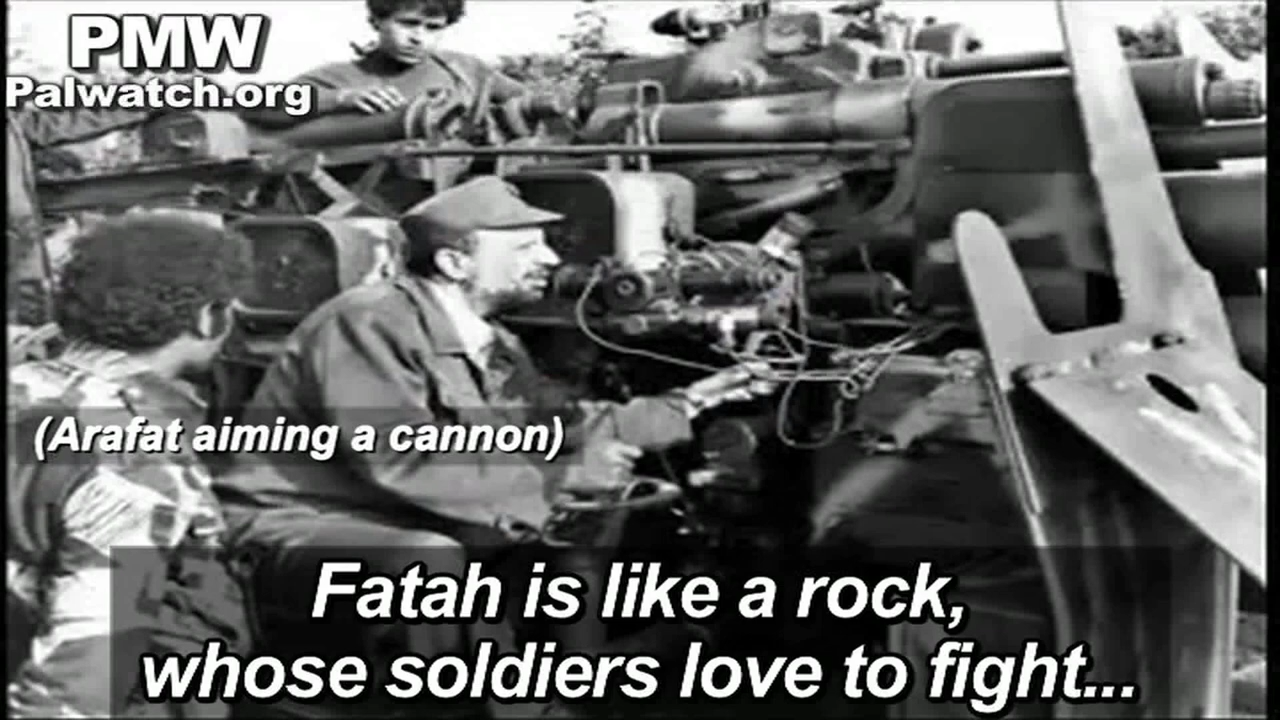 PMW
Palwatch.org
(Arafat aiming a cannon)
Fatah is like a rock,
whose soldiers love to fight...